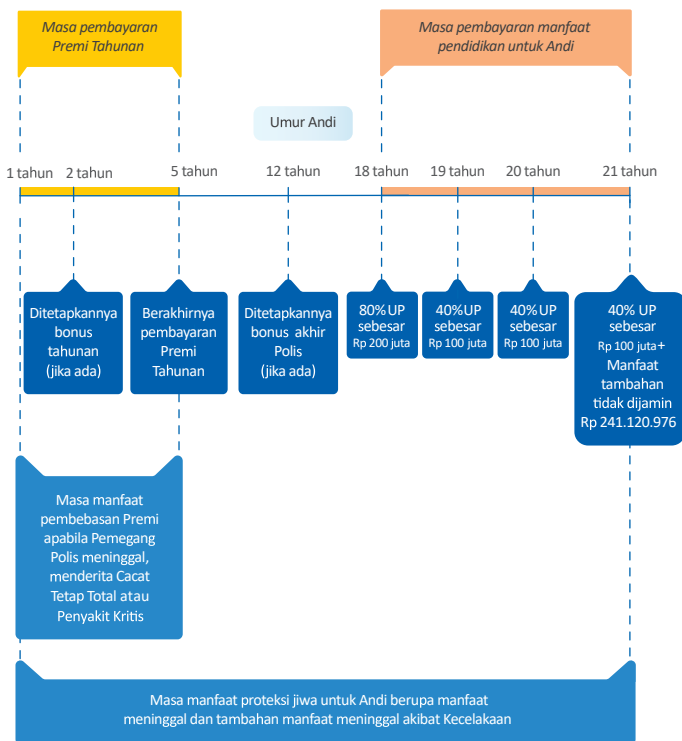 Masa pembayaran
Premi Tahunan
Masa pembayaran manfaat
pendidikan untuk Andi
Umur Andi
1 tahun
2 tahun
5 tahun
12 tahun
18 tahun
19 tahun
20 tahun
21 tahun
Ditetapkannya
bonus
tahunan
(jika ada)
Berakhirnya
pembayaran
Premi
Tahunan
Ditetapkannya
bonus akhir
Polis
(jika ada)
80% UP
sebesar
Rp 200 juta
40% UP
sebesar
Rp 100 juta
40% UP
sebesar
Rp 100 juta
40% UP
sebesar
Rp 100 juta+
Manfaat
tambahan
tidak dijamin
Rp 241.120.976
Masa manfaat
pembebasan Premi
apabila Pemegang
Polis meninggal,
menderita Cacat
Tetap Total atau
Penyakit Kritis
Masa manfaat proteksi jiwa untuk Andi berupa manfaat
meninggal dan tambahan manfaat meninggal akibat Kecelakaan